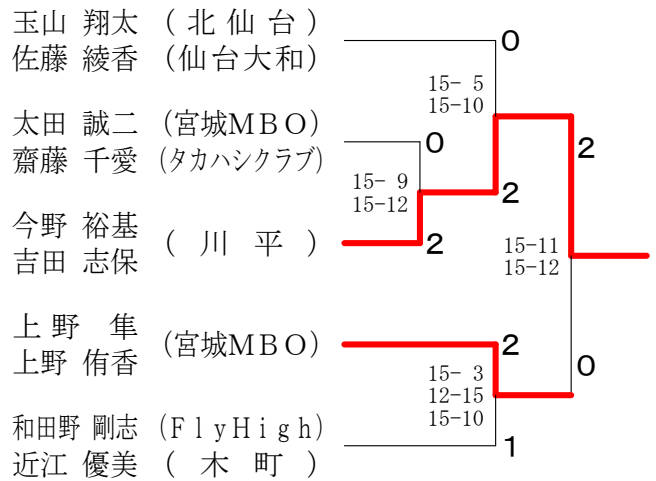 玉山 翔太 (北仙台) 0
佐藤 綾香 (仙台大和)
15- 5
15-10
太田 誠二 (宮城MBO) 0
齋藤 千愛 (タカハシクラブ)
2
15- 9
15-12
2
今野 裕基
吉田 志保 (川平) 2
15-11
15-12
上野 隼
上野 侑香 (宮城MBO) 2
0
15- 3
12-15
15-10
和田野 剛志 (FlyHigh)
近江 優美 (木町) 1